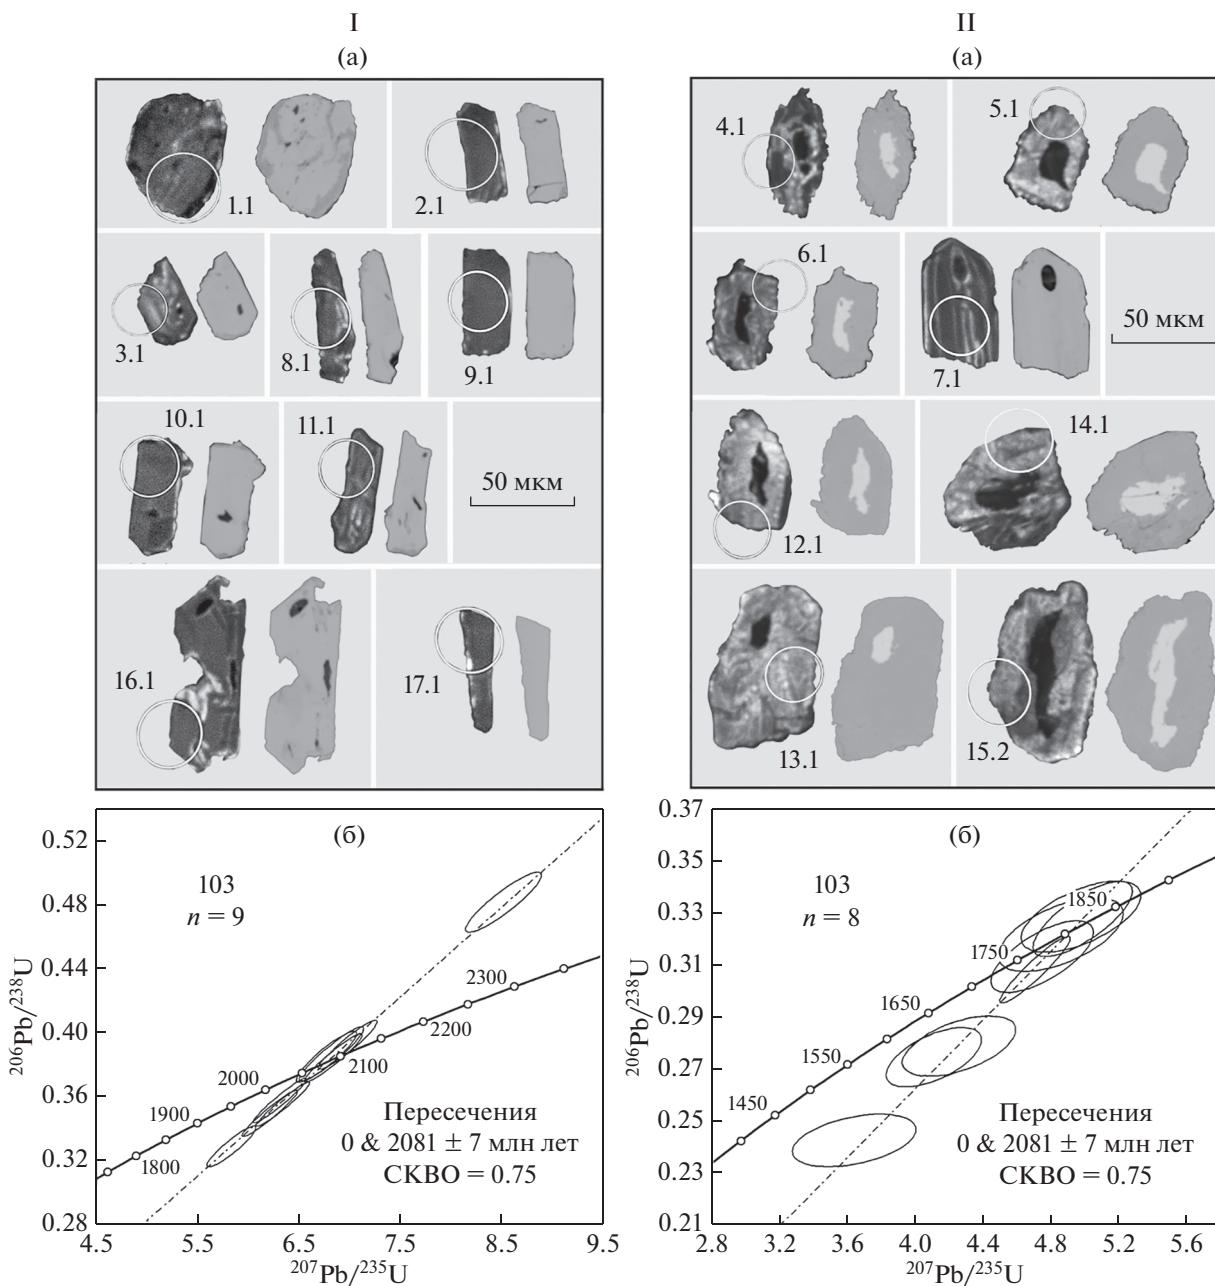 I
(а)
1.1
2.1
3.1
8.1
9.1
10.1
11.1
50 мкм
16.1
17.1
(б)
103
n = 9
0.52
0.48
0.44
0.40
0.36
0.32
0.28
206Pb/238U
1800
1900
2000
2100
2200
2300
Пересечения
0 & 2081 ± 7 млн лет
СКВО = 0.75
4.5
5.5
6.5
7.5
8.5
9.5
207Pb/235U
II
(а)
4.1
5.1
6.1
7.1
50 мкм
12.1
14.1
13.1
15.2
(б)
103
n = 8
0.37
0.35
0.33
0.31
0.29
0.27
0.25
0.23
0.21
206Pb/238U
1450
1550
1650
1750
1850
Пересечения
0 & 2081 ± 7 млн лет
СКВО = 0.75
2.8
3.6
4.0
4.4
4.8
5.2
5.6
207Pb/235U